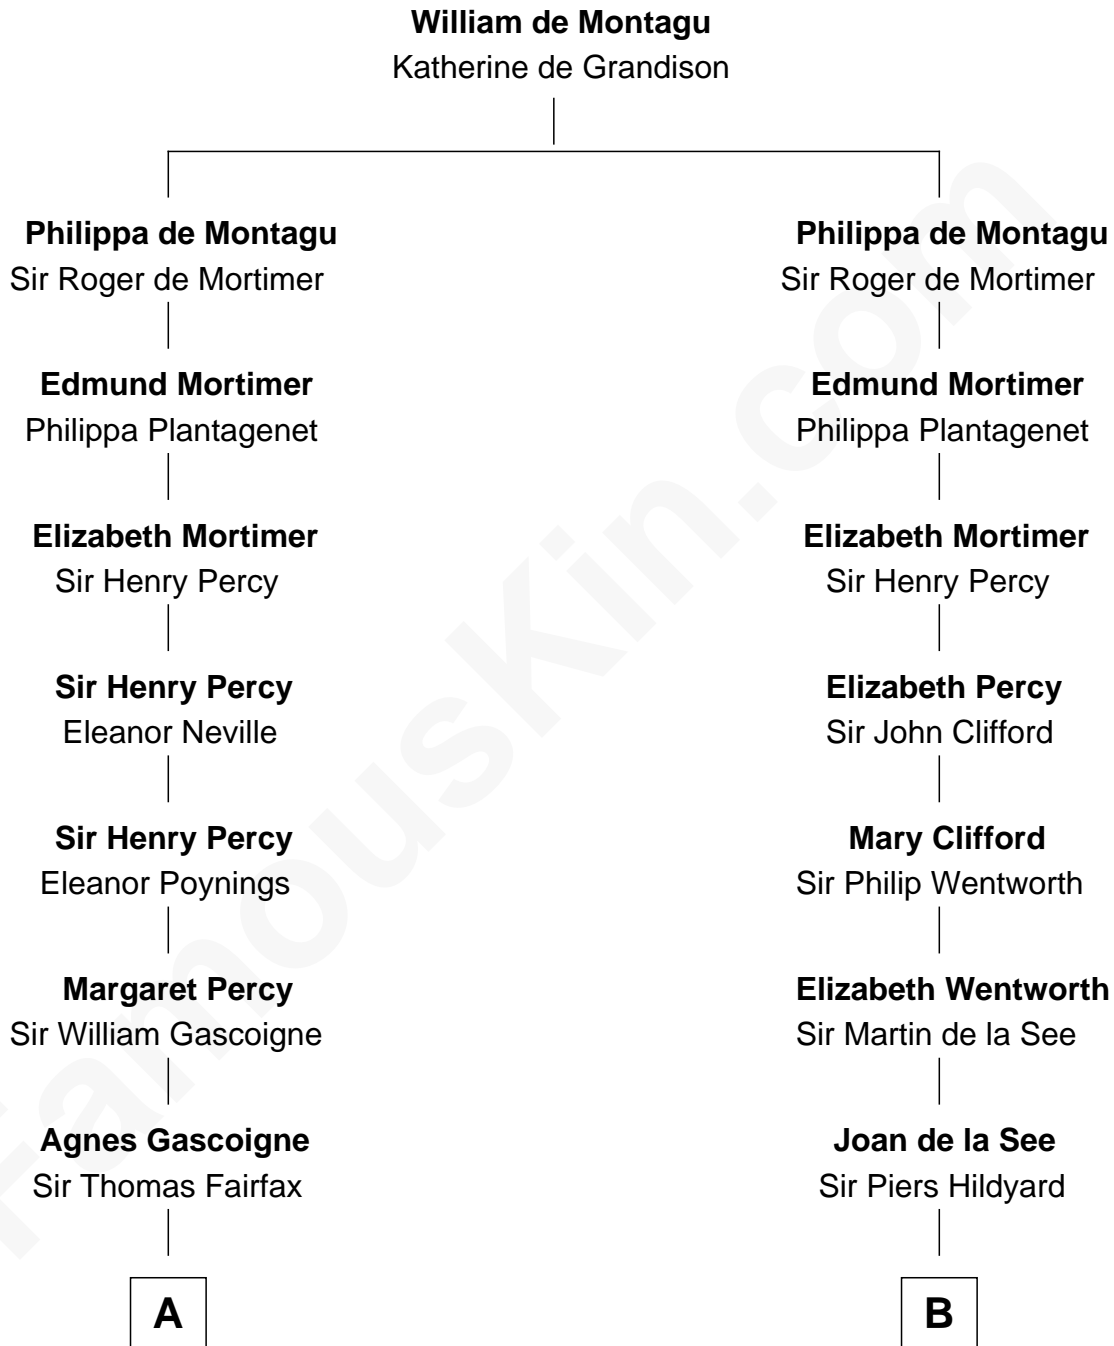 William de Montagu
Katherine de Grandison
Philippa de Montagu
Sir Roger de Mortimer
Philippa de Montagu
Sir Roger de Mortimer
Edmund Mortimer
Philippa Plantagenet
Edmund Mortimer
Philippa Plantagenet
Elizabeth Mortimer
Sir Henry Percy
Elizabeth Mortimer
Sir Henry Percy
Sir Henry Percy
Eleanor Neville
Elizabeth Percy
Sir John Clifford
Sir Henry Percy
Eleanor Poynings
Mary Clifford
Sir Philip Wentworth
Margaret Percy
Sir William Gascoigne
Elizabeth Wentworth
Sir Martin de la See
Agnes Gascoigne
Sir Thomas Fairfax
Joan de la See
Sir Piers Hildyard
A
B
FamousKin.com